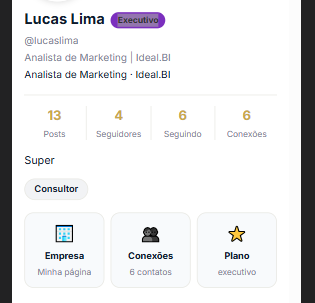 Lucas Lima Executivo
@lucaslima
Analista de Marketing | Ideal.BI
Analista de Marketing · Ideal.BI
13 4 6 6
Posts Seguidores Seguindo Conexões
Super
Consultor
Empresa Conexões Plano
Minha página 6 contatos executivo